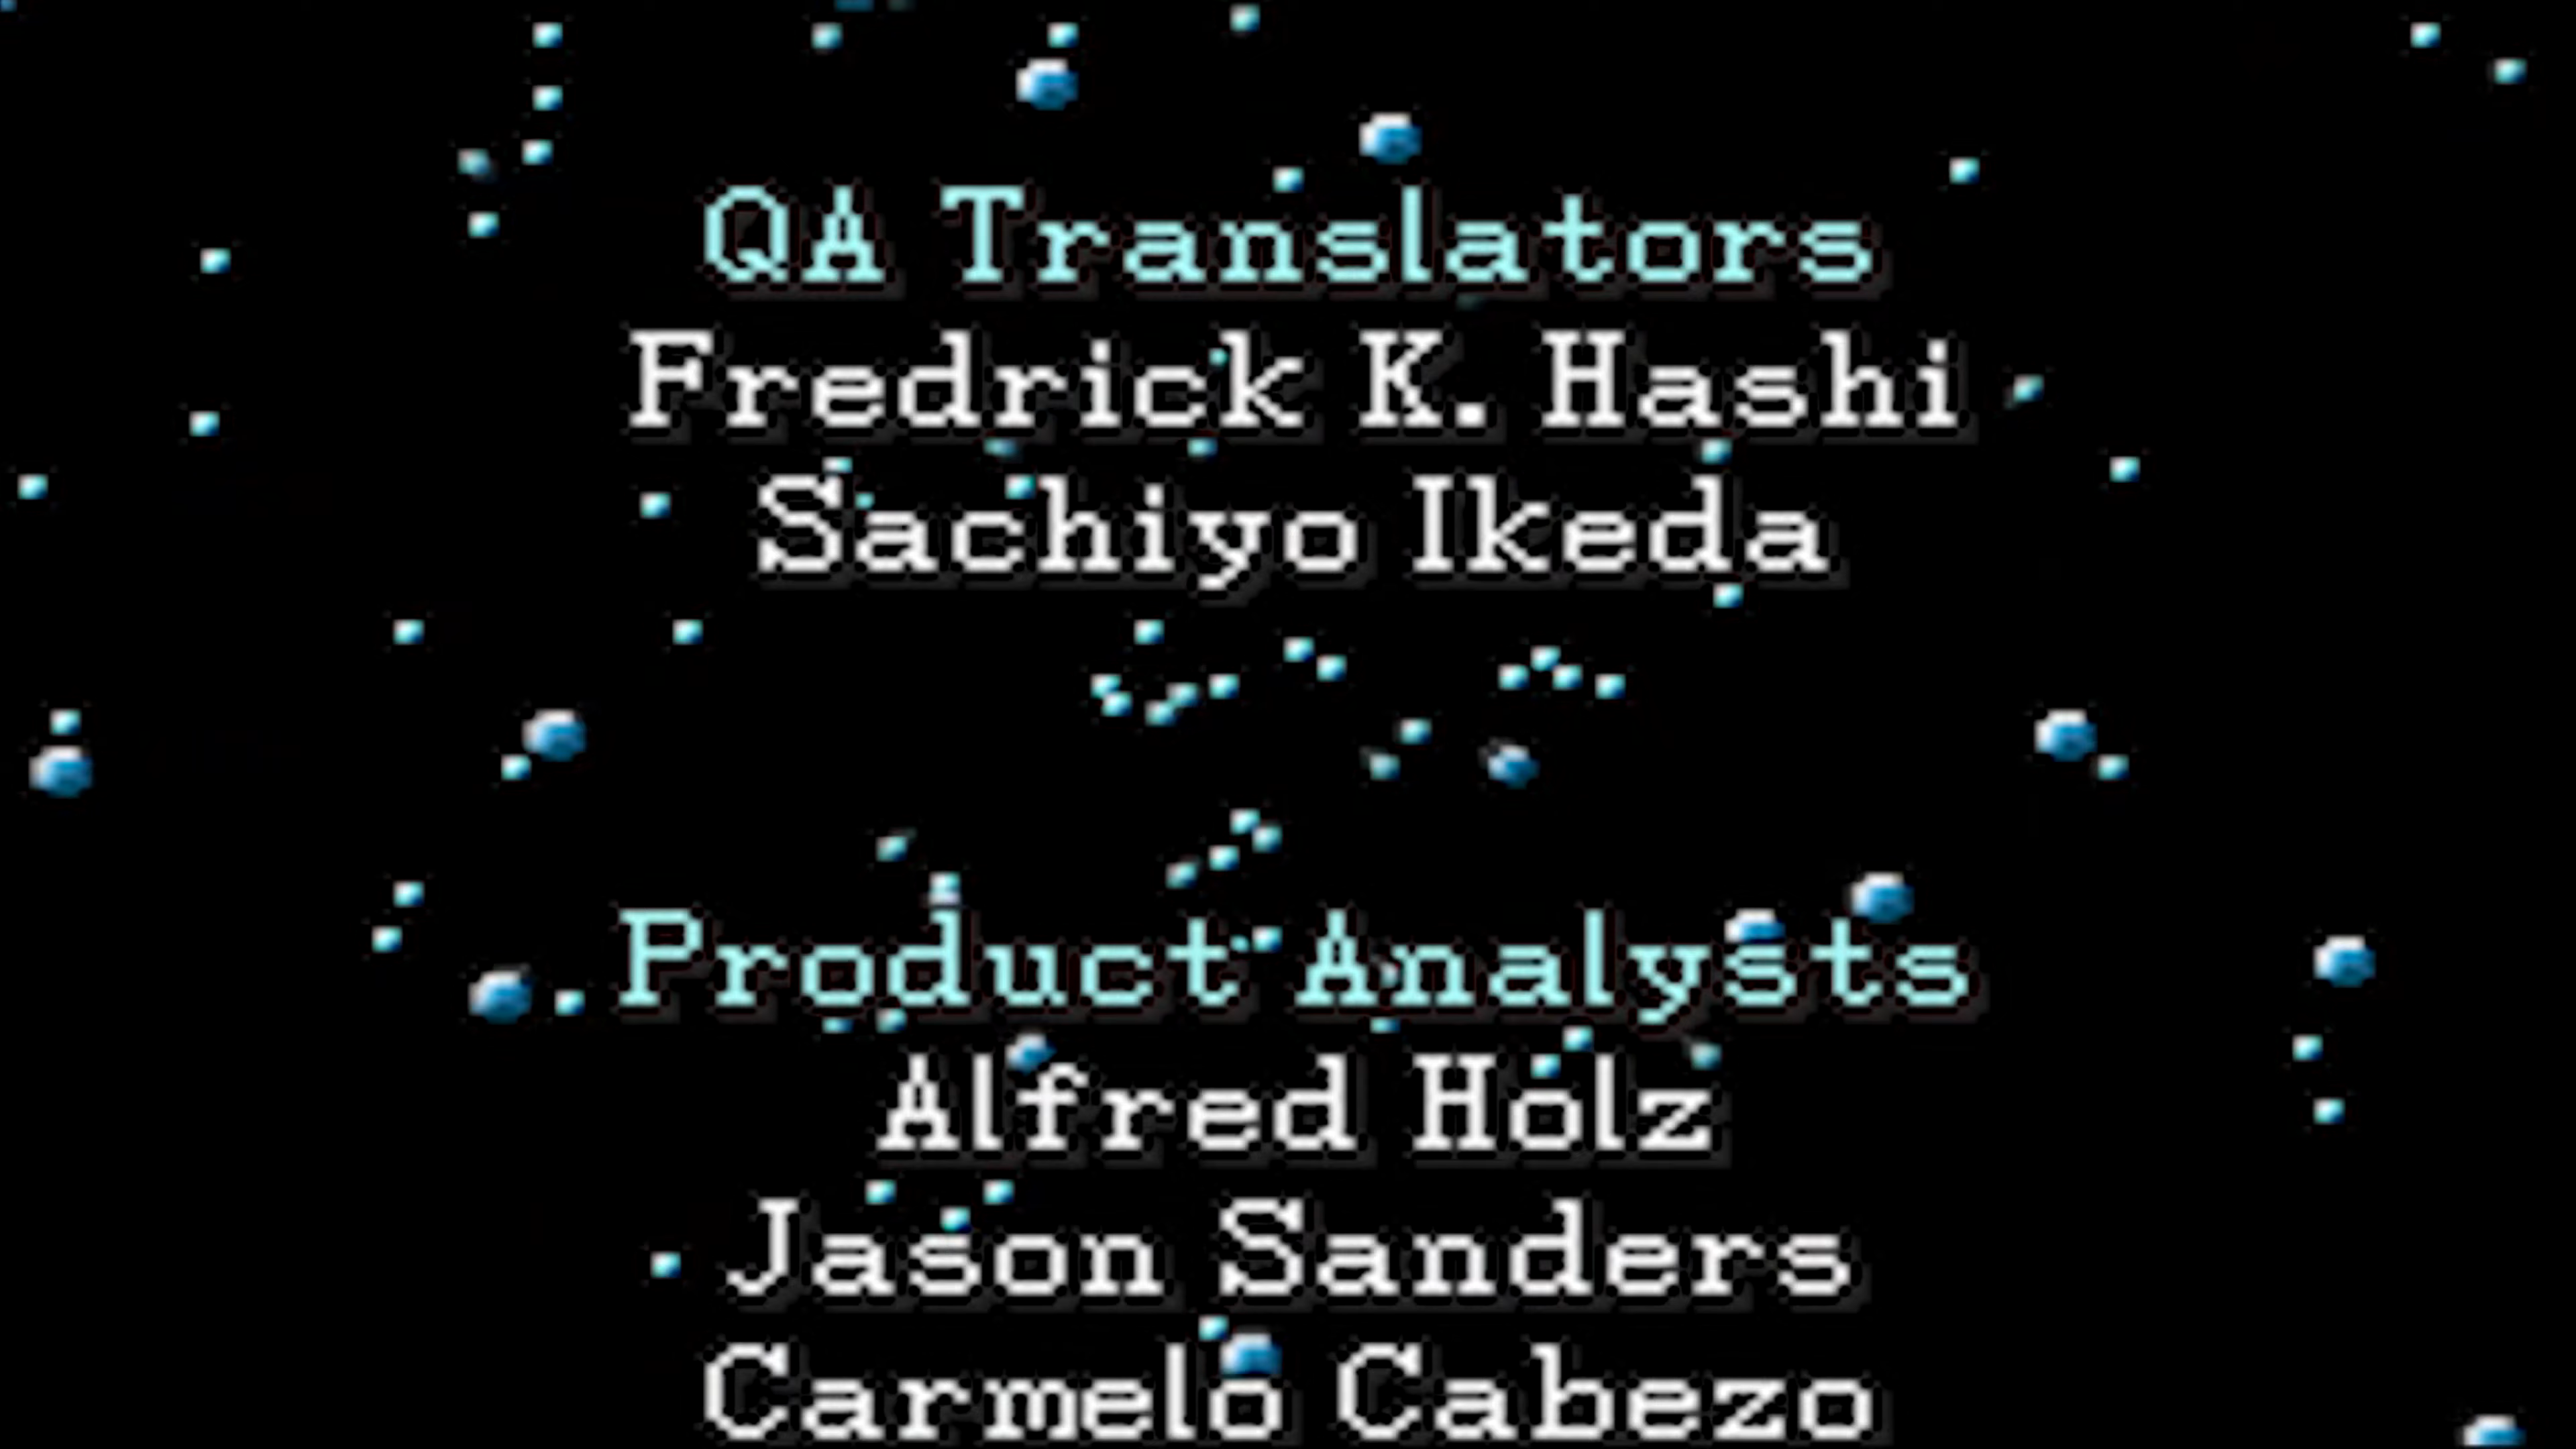 QA Translators
Fredrick K. Hashi
Sachiyo Ikeda
Product Analysts
Alfred Holz
Jason Sanders
Carmelo Cabezo